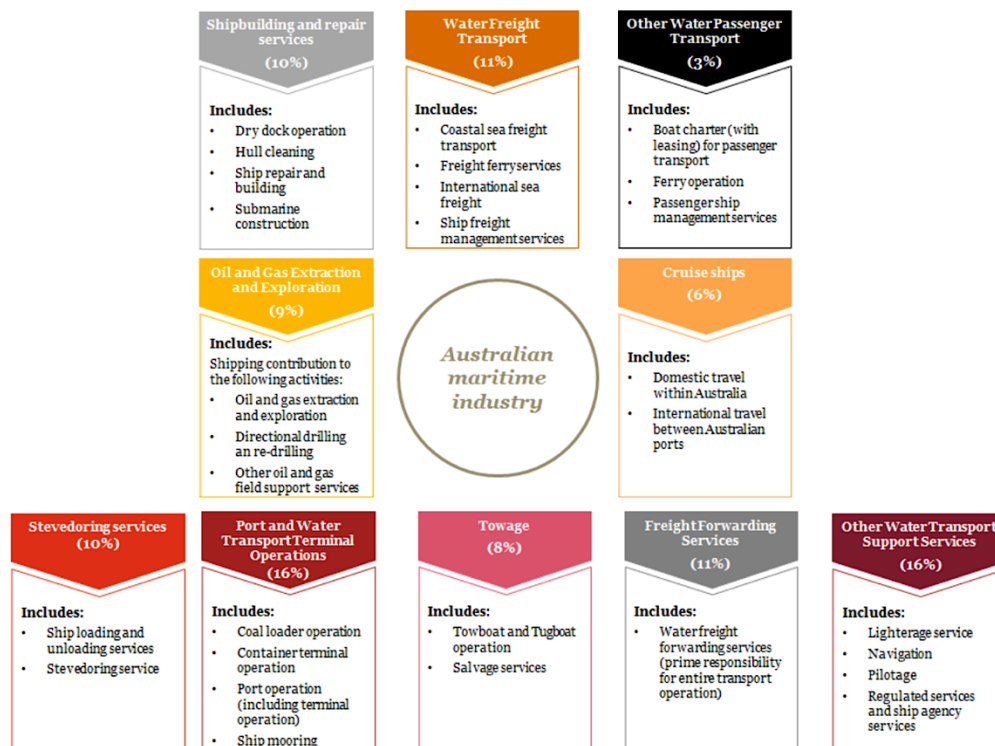 Shipbuilding and repair
services
(10%)
Includes:
• Dry dock operation
• Hull cleaning
• Ship repair and
building
• Submarine
construction
Water Freight
Transport
(11%)
Includes:
• Coastal sea freight
transport
• Freight ferry services
• International sea
freight
• Ship freight
management services
Other Water Passenger
Transport
(3%)
Includes:
• Boat charter (with
leasing) for passenger
transport
• Ferry operation
• Passenger ship
management services
Oil and Gas Extraction
and Exploration
(9%)
Includes:
Shipping contribution to
the following activities:
• Oil and gas extraction
and exploration
• Directional drilling
an re-drilling
• Other oil and gas
field support services
Australian
maritime
industry
Cruise ships
(6%)
Includes:
• Domestic travel
within Australia
• International travel
between Australian
ports
Stevedoring services
(10%)
Includes:
• Ship loading and
unloading services
• Stevedoring service
Port and Water
Transport Terminal
Operations
(16%)
Includes:
• Coal loader operation
• Container terminal
operation
• Port operation
(including terminal
operation)
• Ship mooring
Towage
(8%)
Includes:
• Towboat and Tugboat
operation
• Salvage services
Freight Forwarding
Services
(11%)
Includes:
• Water freight
forwarding services
(prime responsibility
for entire transport
operation)
Other Water Transport
Support Services
(16%)
Includes:
• Lighterage service
• Navigation
• Pilotage
• Regulated services
and ship agency
services